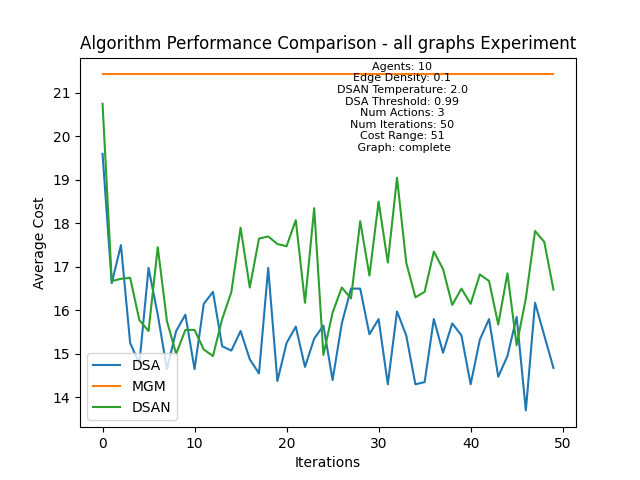 Algorithm Performance Comparison - all graphs Experiment
Agents: 10
Edge Density: 0.1
DSAN Temperature: 2.0
DSA Threshold: 0.99
Num Actions: 3
Num Iterations: 50
Cost Range: 51
Graph: complete
Average Cost
21
20
19
18
17
16
15
14
DSA
MGM
DSAN
0 10 20 30 40 50
Iterations